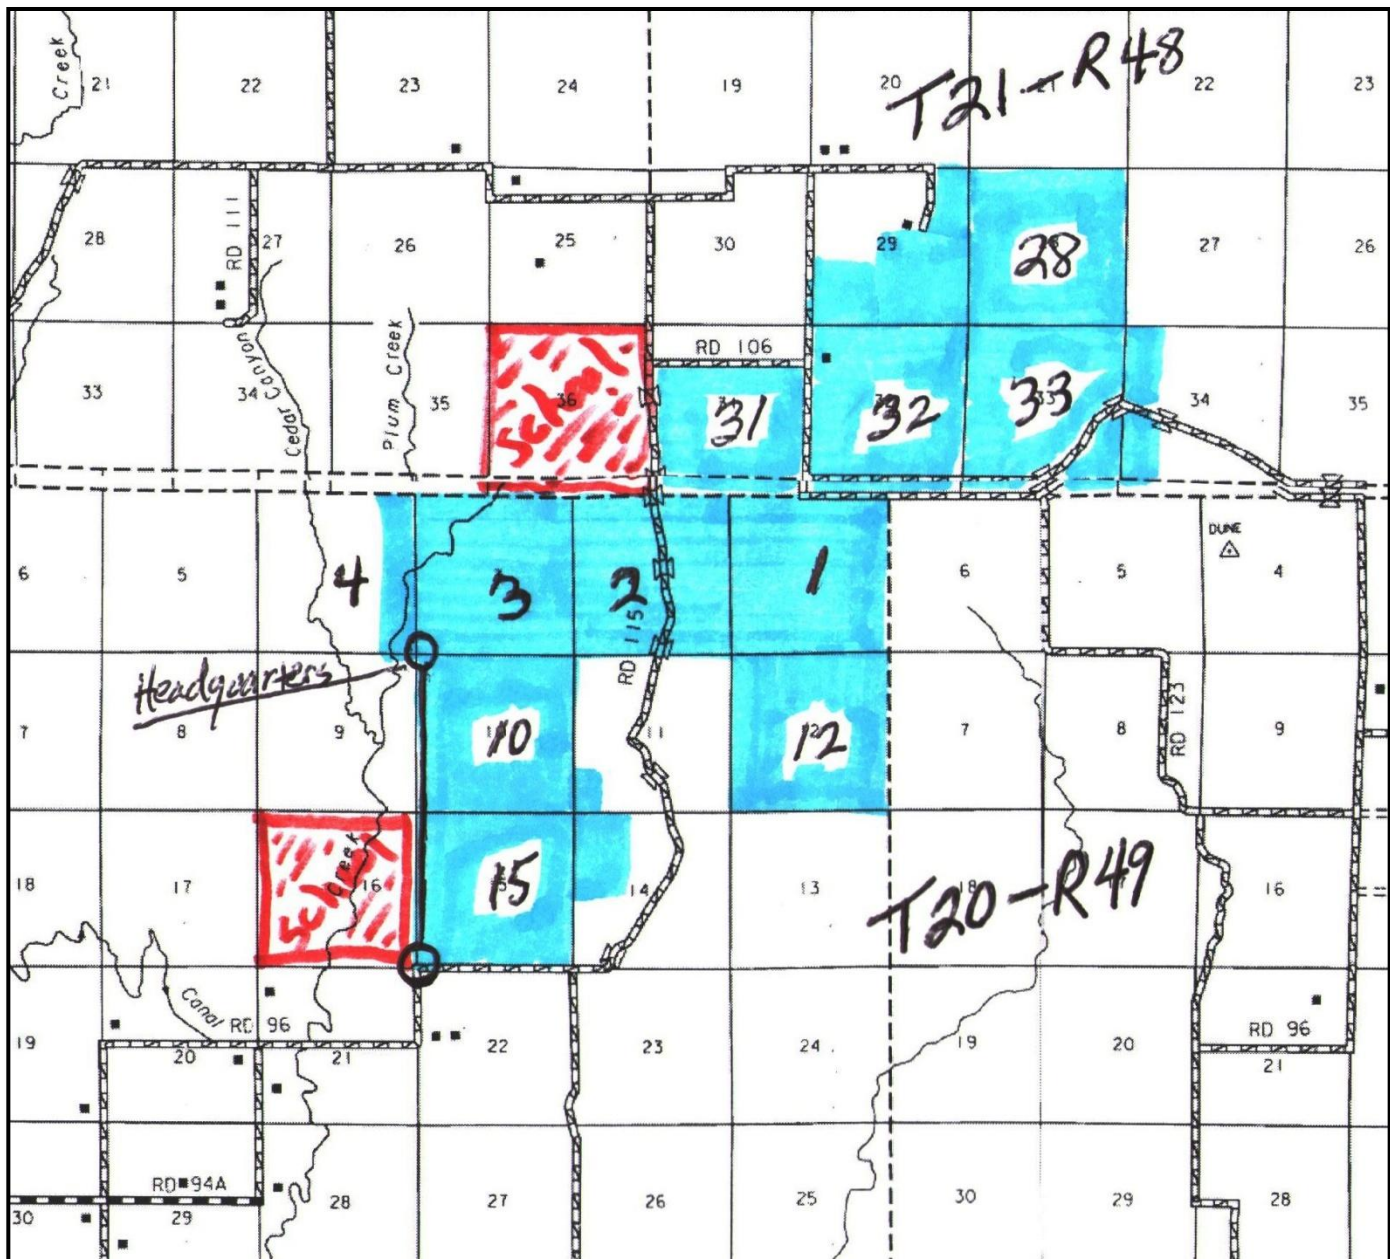 Creek
21 22 23 24 19 20 21 22 23
T21-R48
28 RD 111 27 26 25 30 29 28 27 26
33 34 Cedar Canyon Plum Creek 35 School 36 RD 106 31 32 33 34 35
6 5 4 3 2 RD 115 1 6 5 DUNE 4
Headquarters
7 8 9 10 11 12 7 8 RD 123 9
18 17 School 16 Creek 15 14 13 18 16
T20-R49
Canal RD 96
19 20 21 22 23 24 19 20 RD 96 21
RD 94A
30 29 28 27 26 25 30 29 28